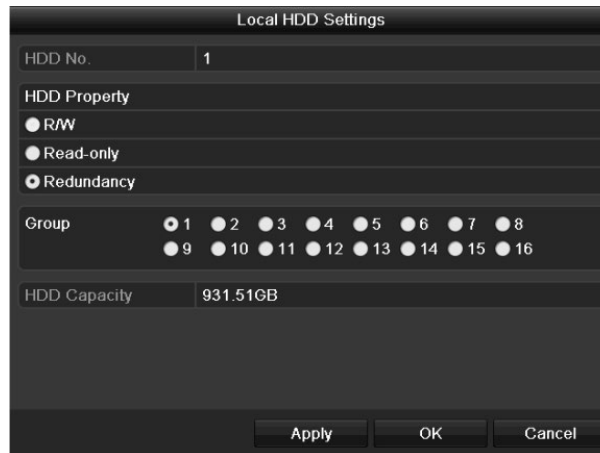 Local HDD Settings
HDD No. 1
HDD Property
R/W
Read-only
Redundancy
Group 1 2 3 4 5 6 7 8
9 10 11 12 13 14 15 16
HDD Capacity 931.51GB
Apply OK Cancel